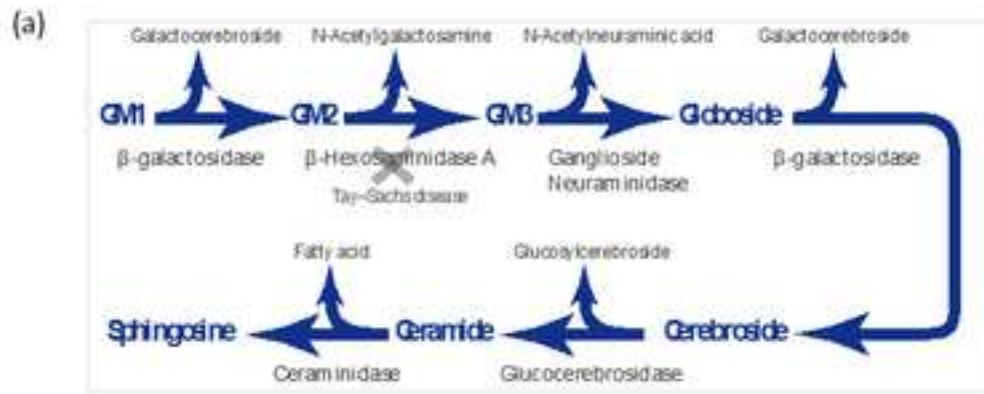 (a)
Galactocerebroside N-Acetylgalactosamine N-Acetylneuraminic acid Galactocerebroside
GM1 GM2 GM3 Globoside
β-galactosidase β-Hexosaminidase A Ganglioside β-galactosidase
Neuraminidase
Tay-Sachs disease
Fatty acid Glucosylcerebroside
Sphingosine Ceramide Cerebroside
Ceraminidase Glucocerebrosidase